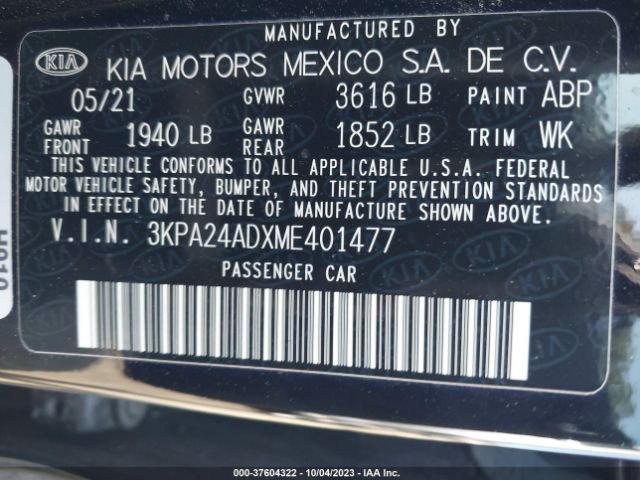 MANUFACTURED BY
KIA KIA MOTORS MEXICO S.A. DE C.V.
05/21 GVWR 3616 LB PAINT ABP
GAWR FRONT 1940 LB GAWR REAR 1852 LB TRIM WK
THIS VEHICLE CONFORMS TO ALL APPLICABLE U.S.A. FEDERAL
MOTOR VEHICLE SAFETY, BUMPER, AND THEFT PREVENTION STANDARDS
IN EFFECT ON THE DATE OF MANUFACTURE SHOWN ABOVE.
V.I.N. 3KPA24ADXME401477
PASSENGER CAR
000-37604322 | 10/04/2023 | IAA Inc.